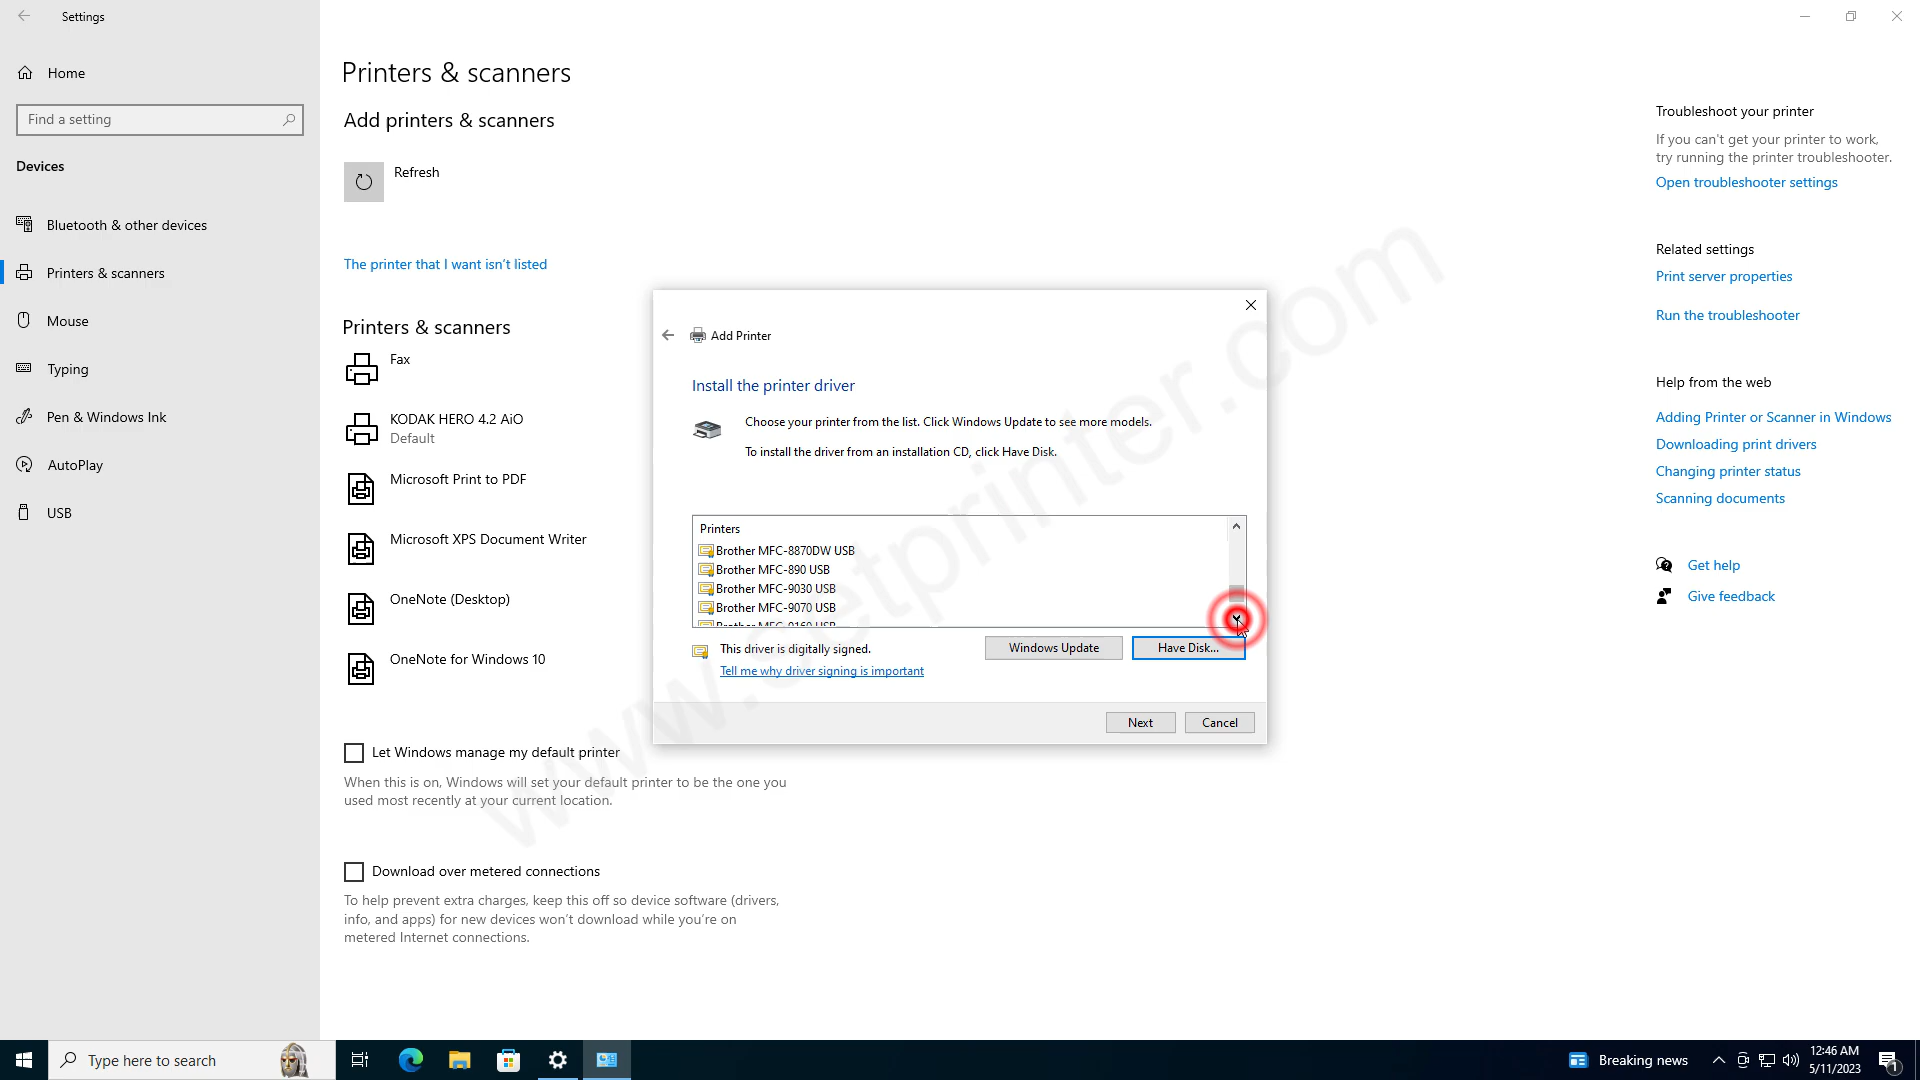 Settings
Home
Find a setting
Devices
Bluetooth & other devices
Printers & scanners
Mouse
Typing
Pen & Windows Ink
AutoPlay
USB
Printers & scanners
Add printers & scanners
Refresh
The printer that I want isn't listed
Printers & scanners
Fax
KODAK HERO 4.2 AiO
Default
Microsoft Print to PDF
Microsoft XPS Document Writer
OneNote (Desktop)
OneNote for Windows 10
Let Windows manage my default printer
When this is on, Windows will set your default printer to be the one you
used most recently at your current location.
Download over metered connections
To help prevent extra charges, keep this off so device software (drivers,
info, and apps) for new devices won't download while you're on
metered Internet connections.
Add Printer
Install the printer driver
Choose your printer from the list. Click Windows Update to see more models.
To install the driver from an installation CD, click Have Disk.
Printers
Brother MFC-8870DW USB
Brother MFC-890 USB
Brother MFC-9030 USB
Brother MFC-9070 USB
Brother MFC-9160 USB
This driver is digitally signed.
Windows Update
Have Disk...
Tell me why driver signing is important
Next
Cancel
www.setprinter.com
Troubleshoot your printer
If you can't get your printer to work,
try running the printer troubleshooter.
Open troubleshooter settings
Related settings
Print server properties
Run the troubleshooter
Help from the web
Adding Printer or Scanner in Windows
Downloading print drivers
Changing printer status
Scanning documents
Get help
Give feedback
Type here to search
Breaking news
12:46 AM
5/11/2023
1